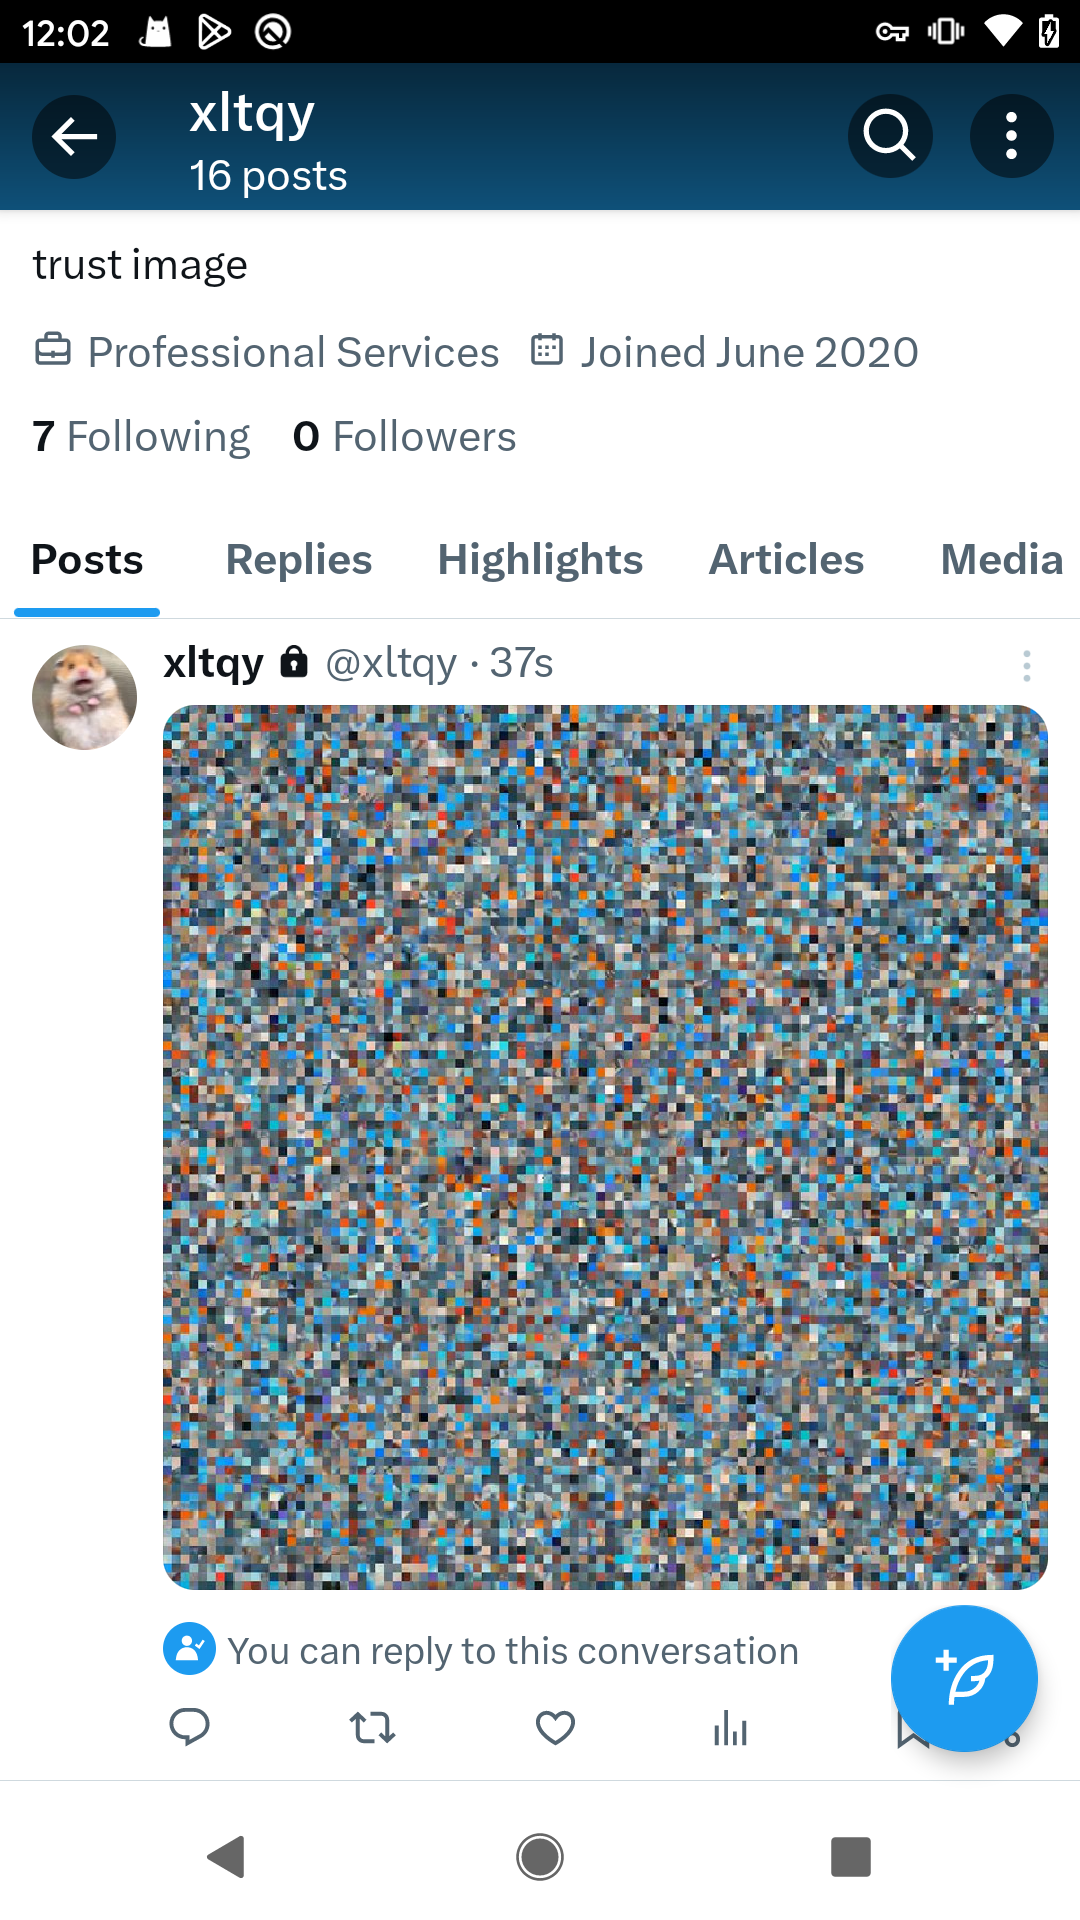 12:02
xltqy
16 posts
trust image
Professional Services Joined June 2020
7 Following 0 Followers
Posts Replies Highlights Articles Media
xltqy @xltqy · 37s
You can reply to this conversation